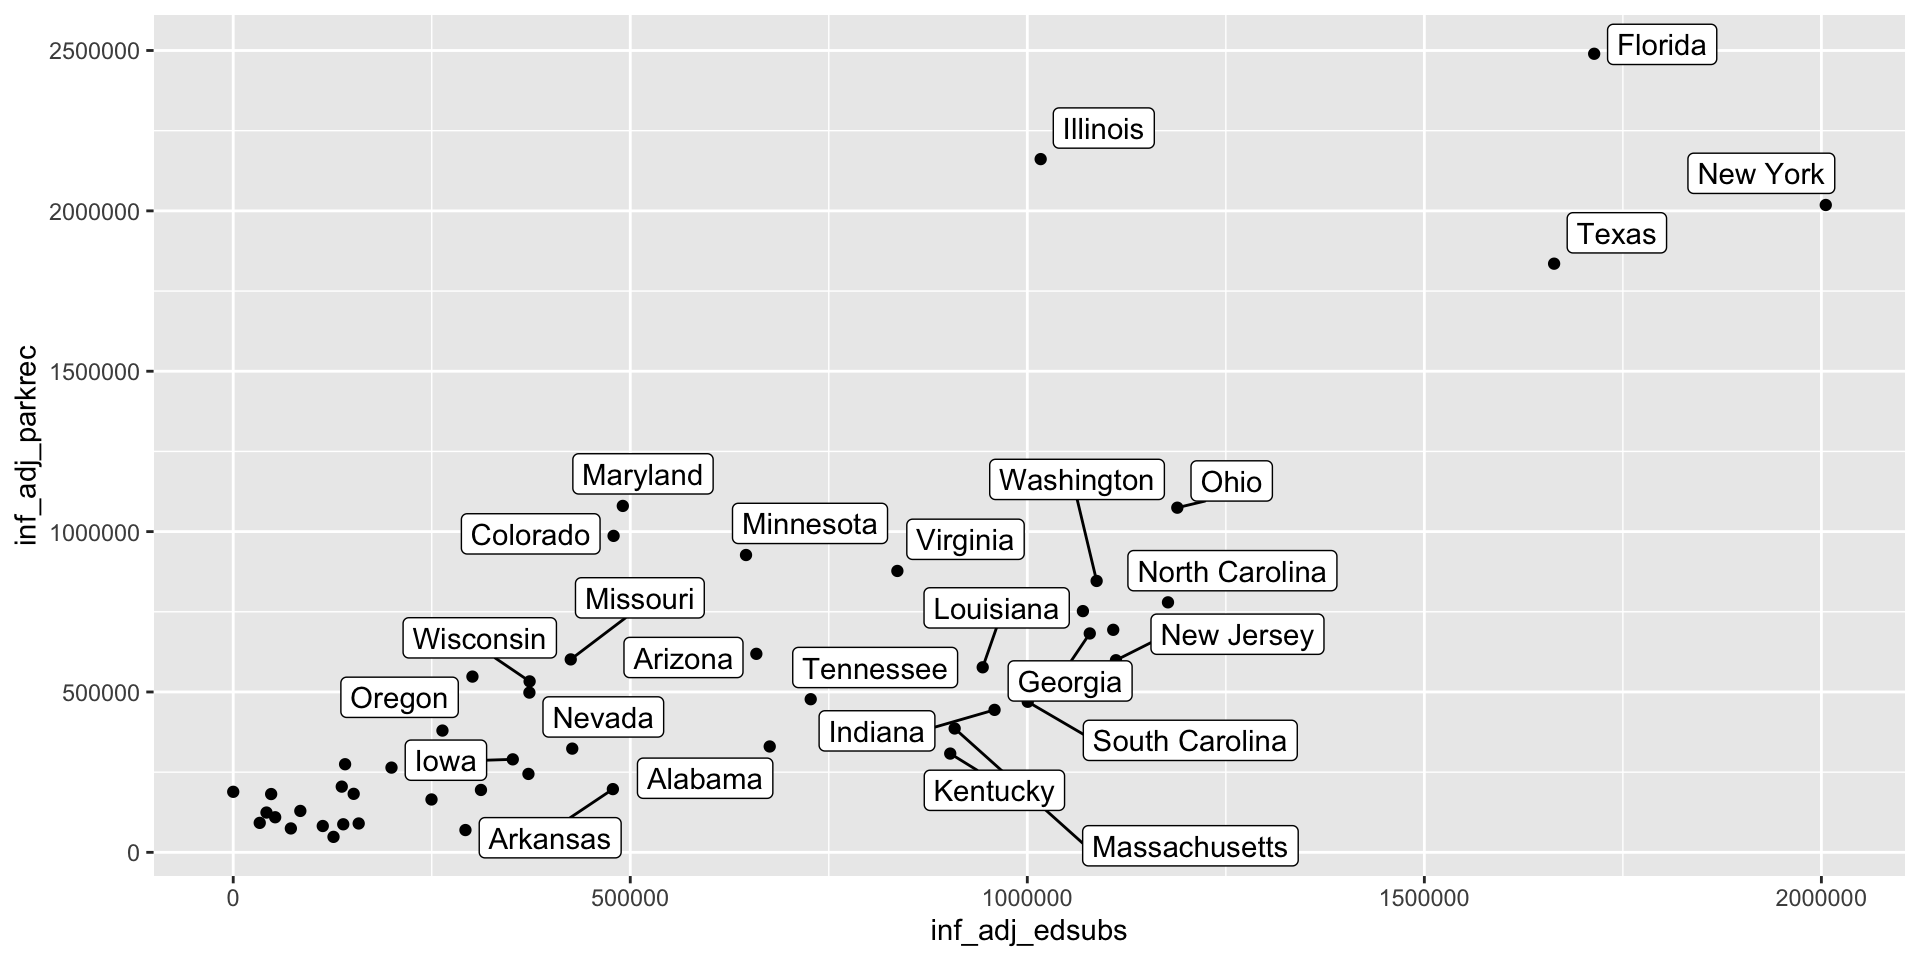 2500000
2000000
1500000
1000000
500000
0
inf_adj_parkrec
Florida
Illinois
New York
Texas
Maryland
Washington
Ohio
Colorado
Minnesota
Virginia
North Carolina
Missouri
Louisiana
Wisconsin
New Jersey
Arizona
Tennessee
Georgia
Oregon
Nevada
Indiana
South Carolina
Iowa
Alabama
Kentucky
Arkansas
Massachusetts
0
500000
1000000
1500000
2000000
inf_adj_edsubs